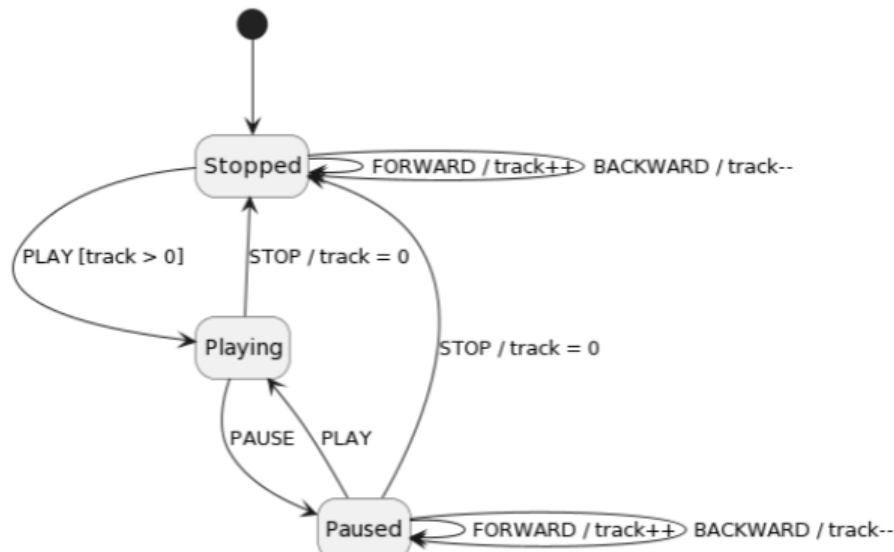 Stopped
FORWARD / track++
BACKWARD / track--
PLAY [track > 0]
STOP / track = 0
Playing
STOP / track = 0
PAUSE
PLAY
Paused
FORWARD / track++
BACKWARD / track--